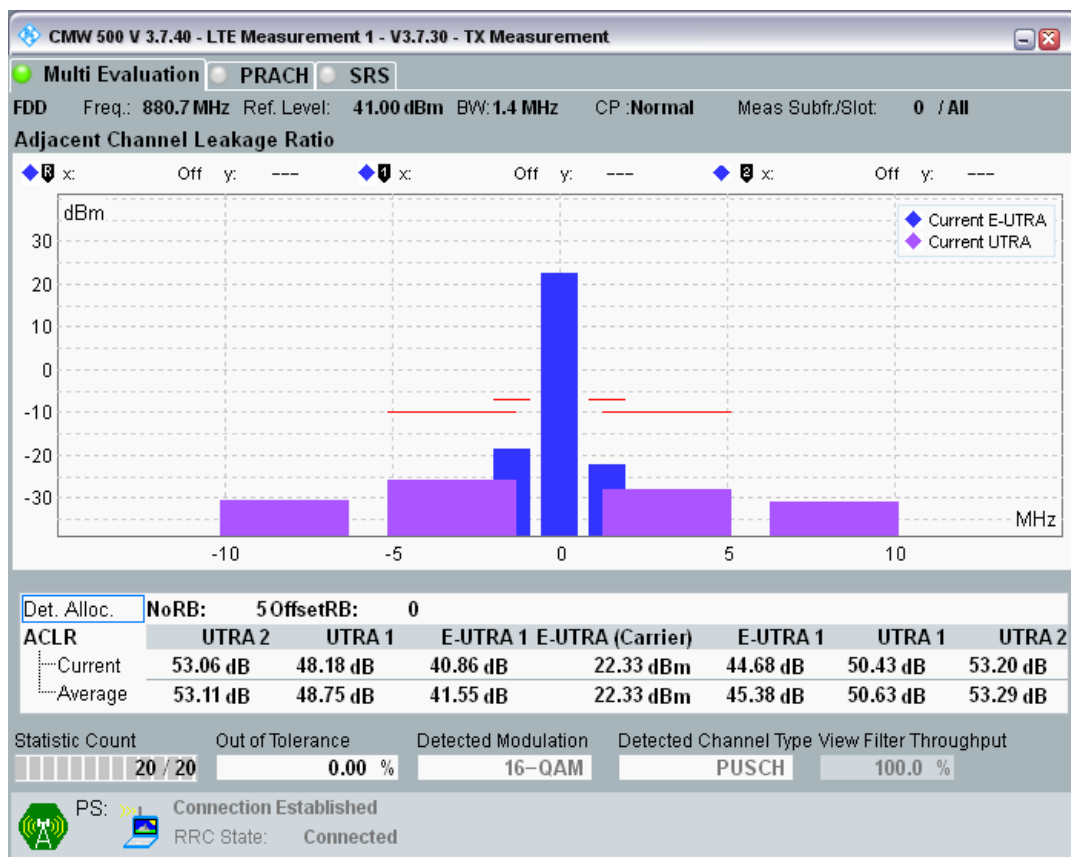 CMW 500 V 3.7.40 - LTE Measurement 1 - V3.7.30 - TX Measurement
Multi Evaluation PRACH SRS
FDD Freq.: 880.7 MHz Ref. Level: 41.00 dBm BW: 1.4 MHz CP :Normal Meas Subfr./Slot: 0 / All
Adjacent Channel Leakage Ratio
R x: Off y: --- 1 x: Off y: --- 2 x: Off y: ---
dBm
Current E-UTRA
Current UTRA
30
20
10
0
-10
-20
-30
MHz
-10 -5 0 5 10
Det. Alloc. NoRB: 5 OffsetRB: 0
ACLR UTRA 2 UTRA 1 E-UTRA 1 E-UTRA (Carrier) E-UTRA 1 UTRA 1 UTRA 2
Current 53.06 dB 48.18 dB 40.86 dB 22.33 dBm 44.68 dB 50.43 dB 53.20 dB
Average 53.11 dB 48.75 dB 41.55 dB 22.33 dBm 45.38 dB 50.63 dB 53.29 dB
Statistic Count Out of Tolerance Detected Modulation Detected Channel Type View Filter Throughput
20 / 20 0.00 % 16-QAM PUSCH 100.0 %
PS: Connection Established
RRC State: Connected